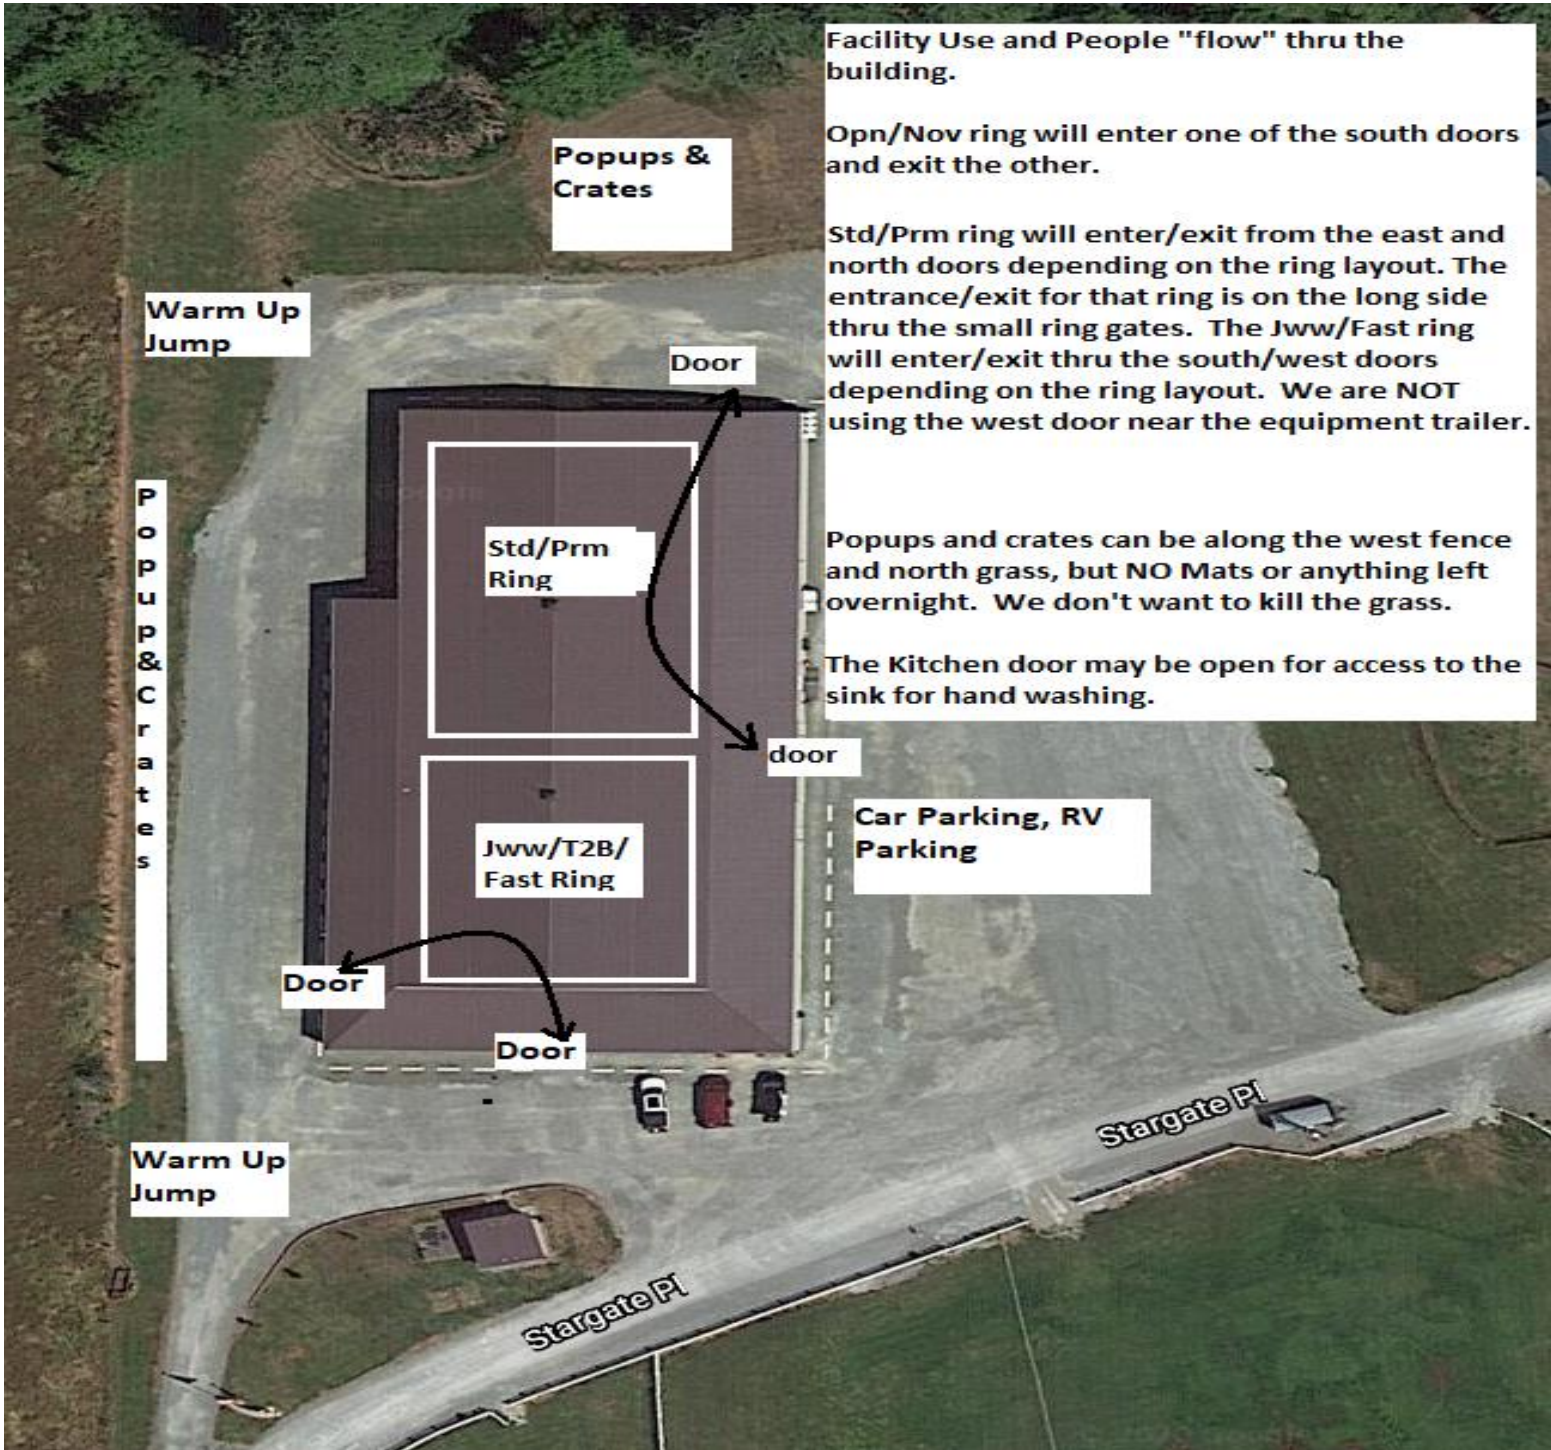 Facility Use and People "flow" thru the
building.
Opn/Nov ring will enter one of the south doors
and exit the other.
Std/Prm ring will enter/exit from the east and
north doors depending on the ring layout. The
entrance/exit for that ring is on the long side
thru the small ring gates. The Jww/Fast ring
will enter/exit thru the south/west doors
depending on the ring layout. We are NOT
using the west door near the equipment trailer.
Popups and crates can be along the west fence
and north grass, but NO Mats or anything left
overnight. We don't want to kill the grass.
The Kitchen door may be open for access to the
sink for hand washing.
Popups &
Crates
Warm Up
Jump
Door
Popup&Crates
Std/Prm
Ring
door
Car Parking, RV
Parking
Jww/T2B/
Fast Ring
Door
Door
Warm Up
Jump
Stargate Pl
Stargate Pl